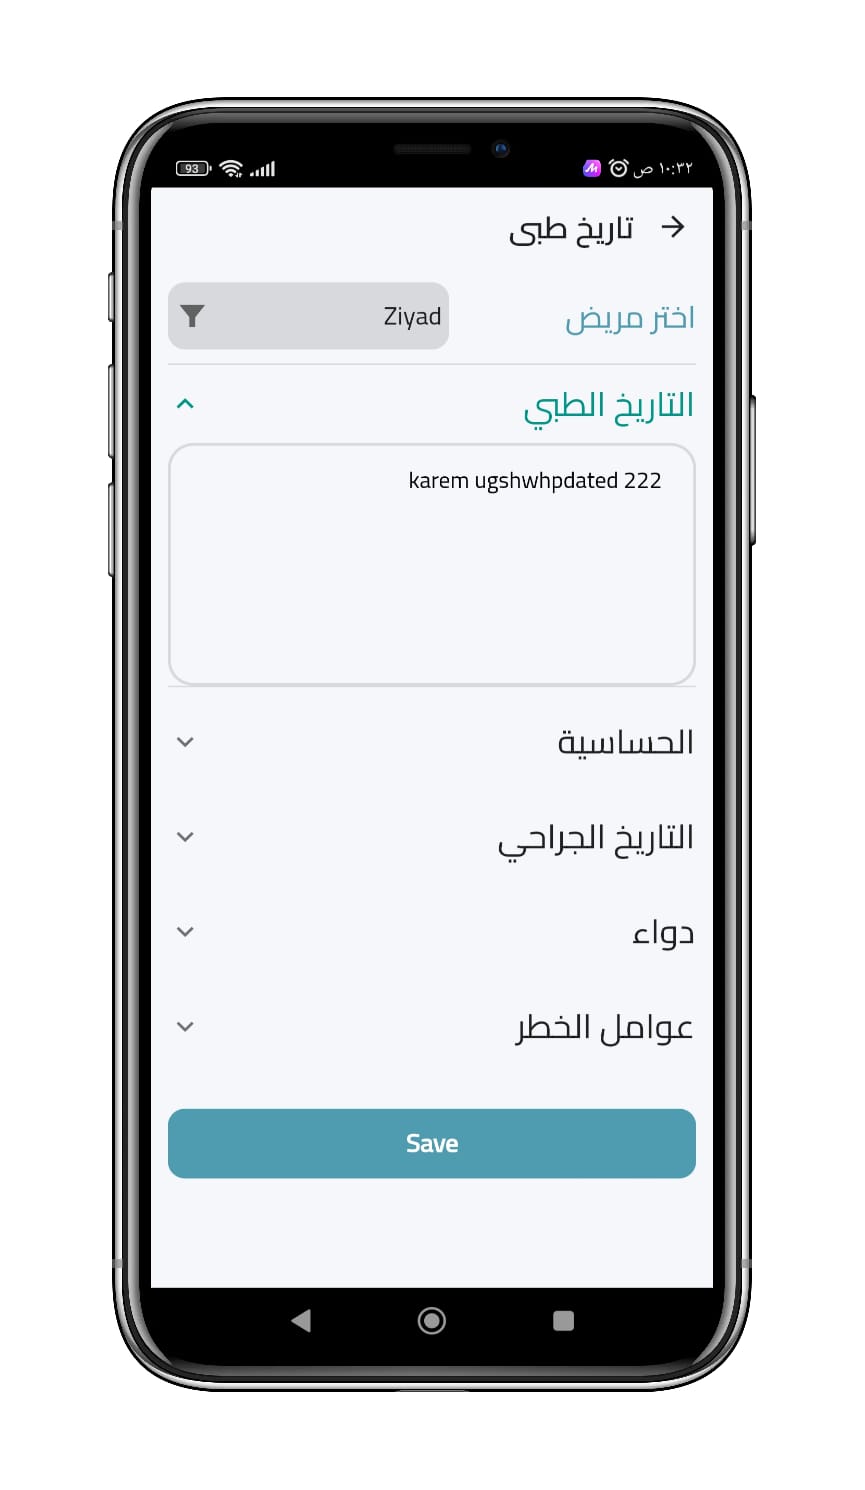 ١٠:٣٢ ص
93
تاريخ طبى
اختر مريض
Ziyad
التاريخ الطبي
karem ugshwhpdated 222
الحساسية
التاريخ الجراحي
دواء
عوامل الخطر
Save